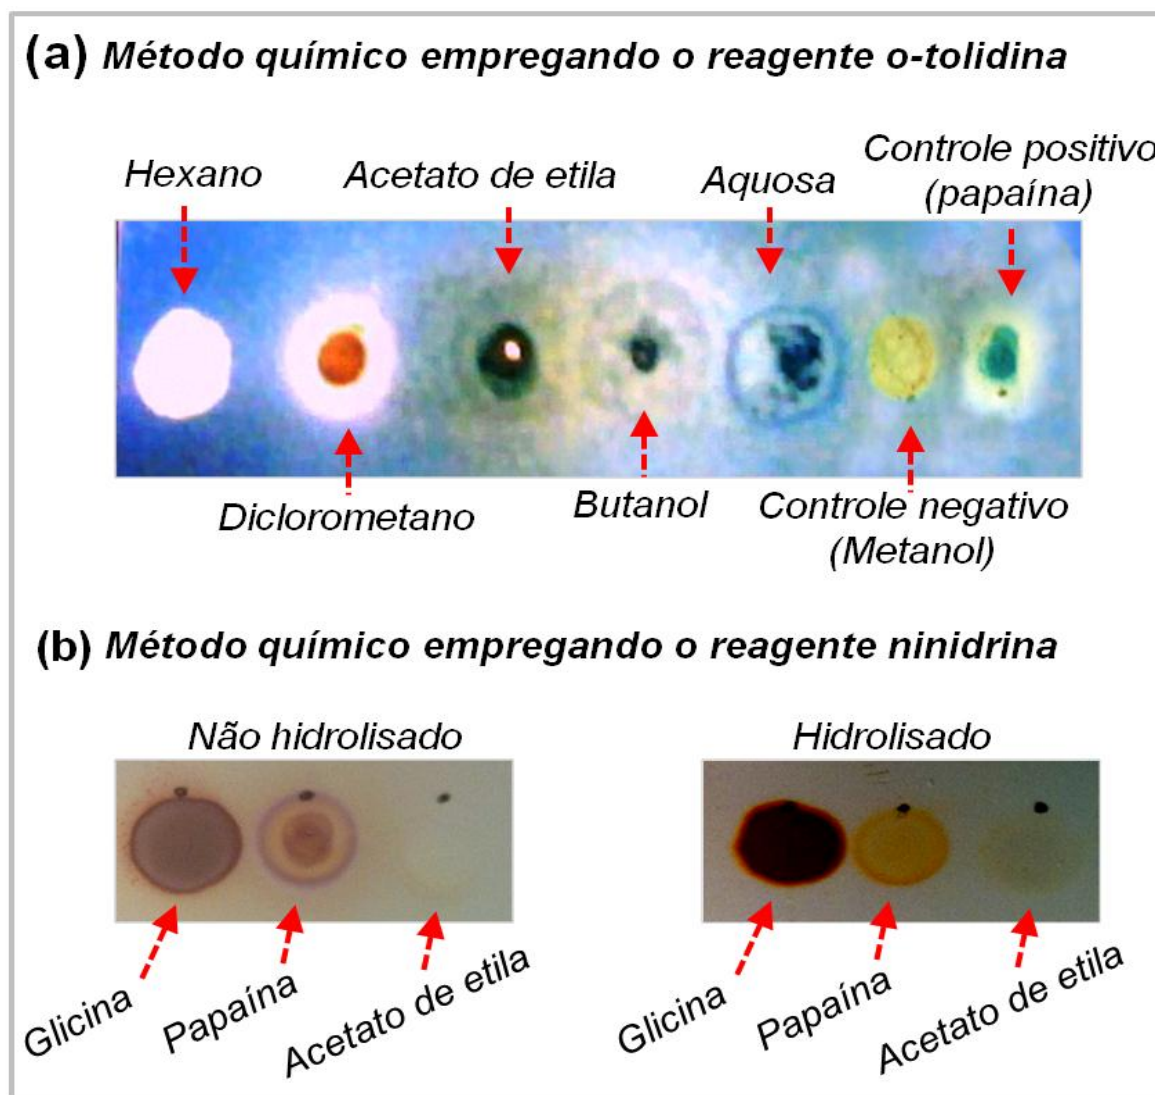 (a) Método químico empregando o reagente o-tolidina
Hexano
Acetato de etila
Aquosa
Controle positivo
(papaína)
Diclorometano
Butanol
Controle negativo
(Metanol)
(b) Método químico empregando o reagente ninidrina
Não hidrolisado
Hidrolisado
Glicina
Papaína
Acetato de etila
Glicina
Papaína
Acetato de etila